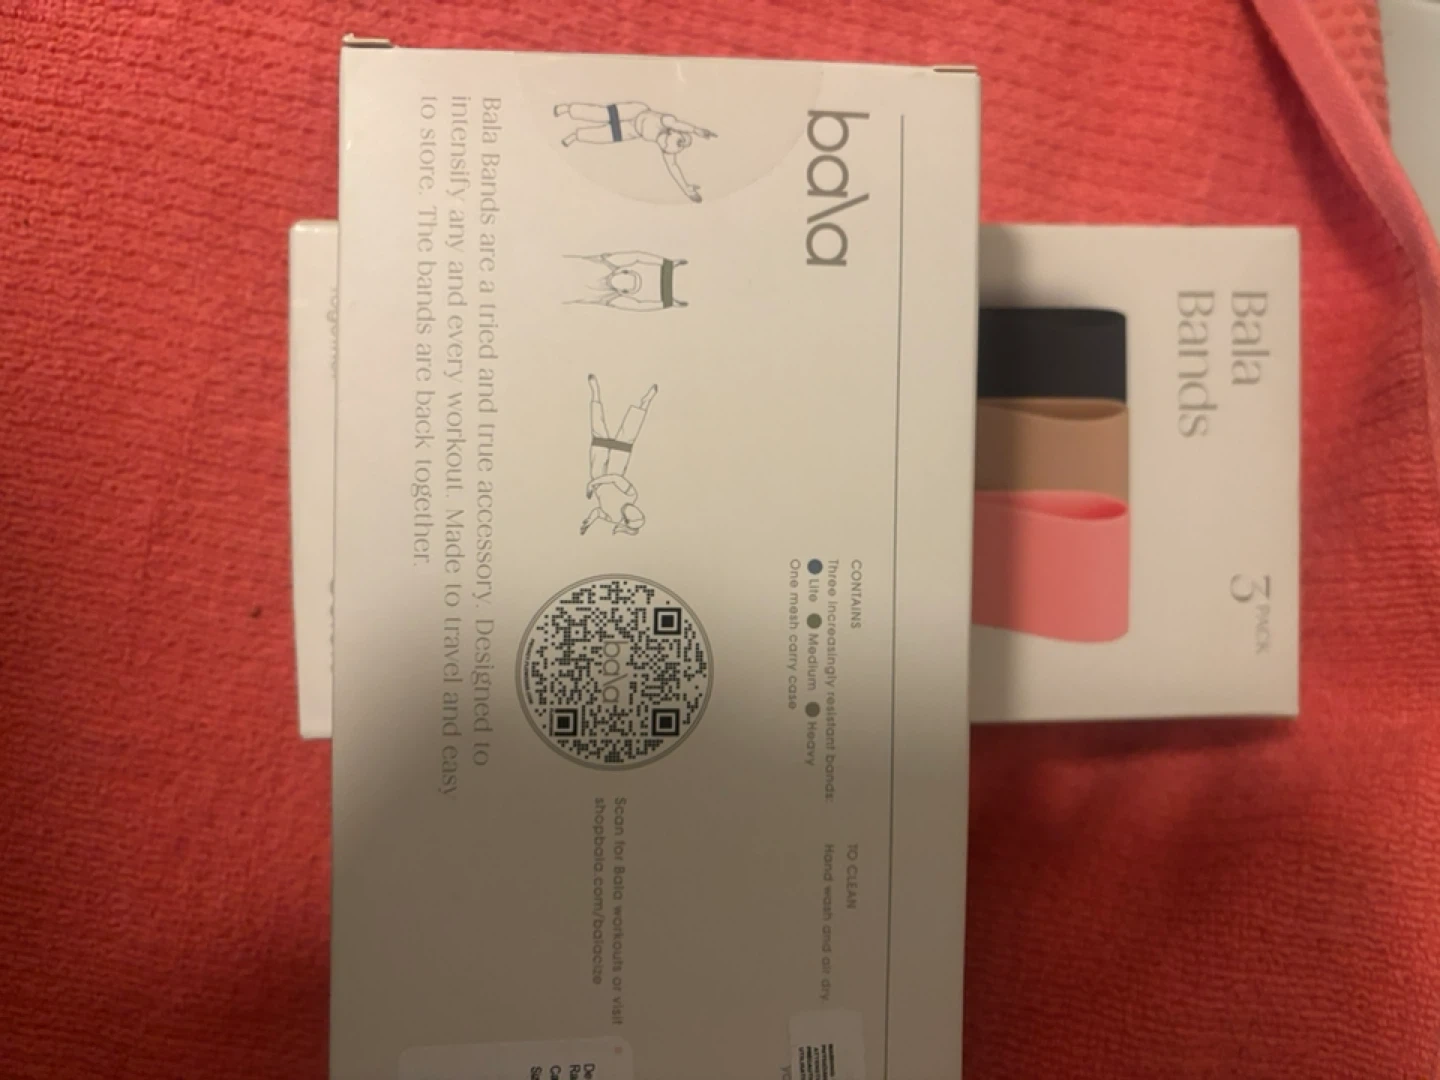 bala
CONTAINS
Three increasingly resistant bands:
Lite Medium Heavy
One mesh carry case
TO CLEAN
Hand wash and air dry.
Scan for Bala workouts or visit
shopbala.com/balacize
bala
Bala Bands are a tried and true accessory. Designed to
intensify any and every workout. Made to travel and easy
to store. The bands are back together.
Bala
Bands
3 PACK